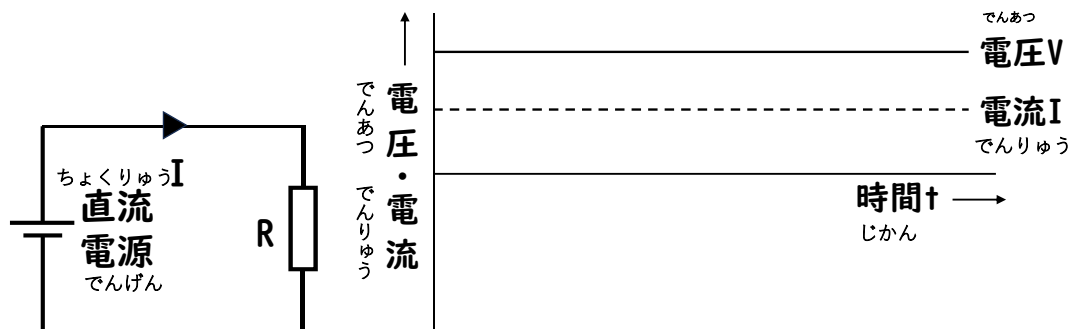 ちょくりゅう
I
直流
電源
でんげん
R
でんあつ
電圧・電流
でんりゅう
でんあつ
電圧V
電流I
でんりゅう
時間t
じかん